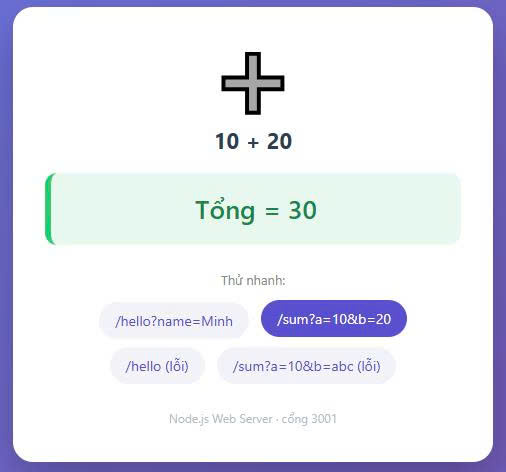 10 + 20
Tổng = 30
Thử nhanh:
/hello?name=Minh /sum?a=10&b=20
/hello (lỗi) /sum?a=10&b=abc (lỗi)
Node.js Web Server · cổng 3001